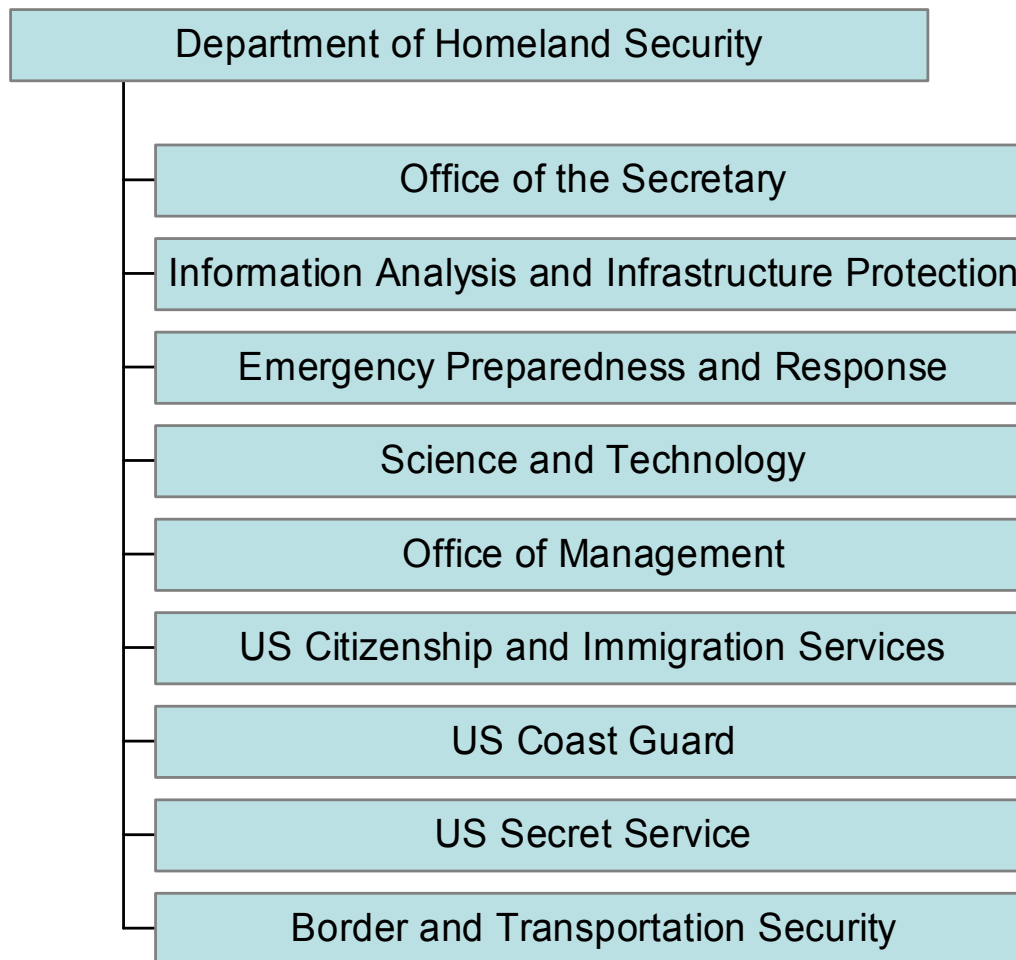 Department of Homeland Security
Office of the Secretary
Information Analysis and Infrastructure Protection
Emergency Preparedness and Response
Science and Technology
Office of Management
US Citizenship and Immigration Services
US Coast Guard
US Secret Service
Border and Transportation Security